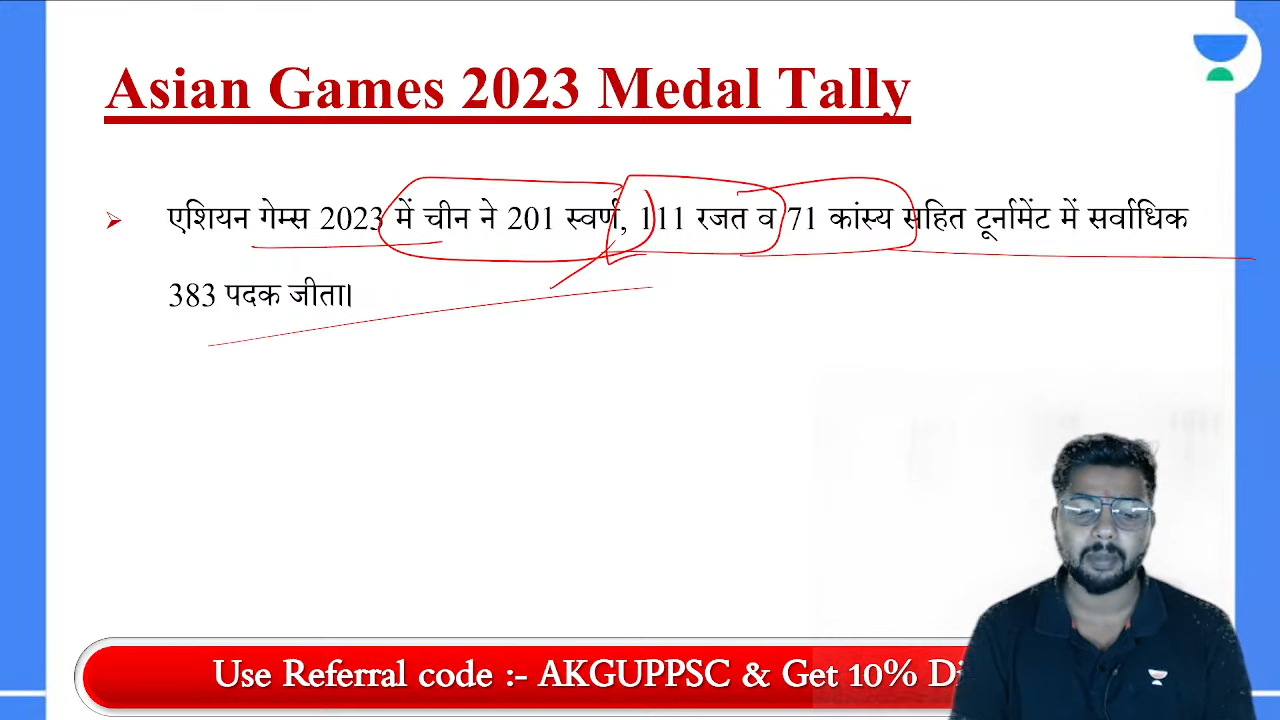 Asian Games 2023 Medal Tally
एशियन गेम्स 2023 में चीन ने 201 स्वर्ण, 111 रजत व 71 कांस्य सहित टूर्नामेंट में सर्वाधिक
383 पदक जीता।
Use Referral code :- AKGUPPSC & Get 10% Di